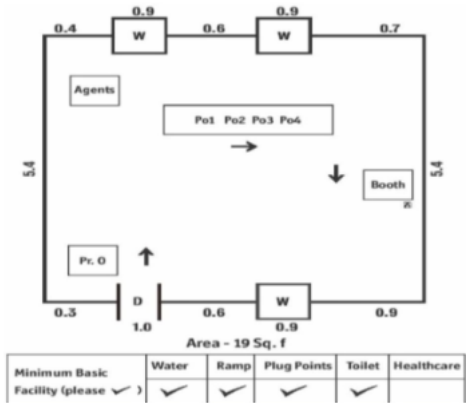 0.9 0.9
0.4 W 0.6 W 0.7
Agents
Po1 Po2 Po3 Po4
5.4 5.4
Booth
Pr. O
D W
0.3 0.6 0.9
1.0 0.9
Area - 19 Sq. f
Minimum Basic Facility (please ✓ ) Water Ramp Plug Points Toilet Healthcare
✓ ✓ ✓ ✓